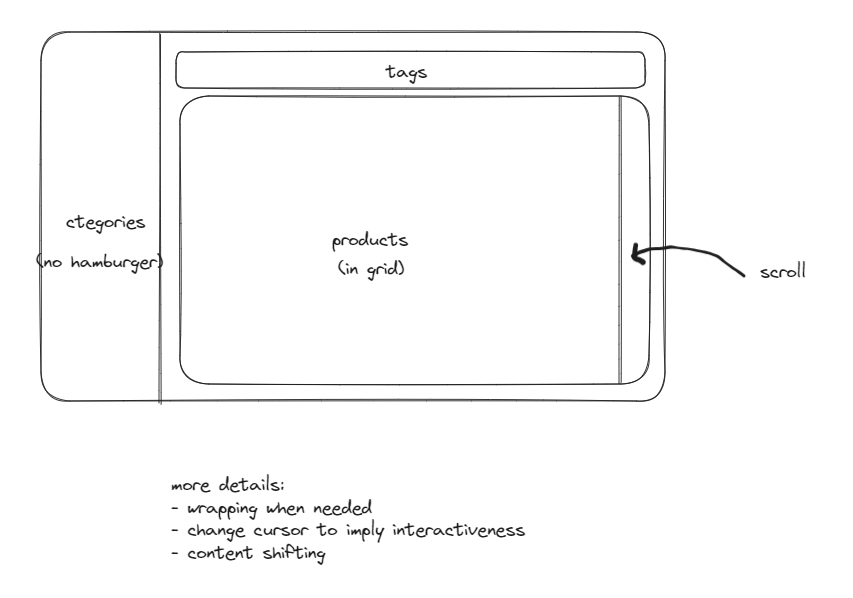 tags
ctegories
(no hamburger)
products
(in grid)
scroll
more details:
- wrapping when needed
- change cursor to imply interactiveness
- content shifting